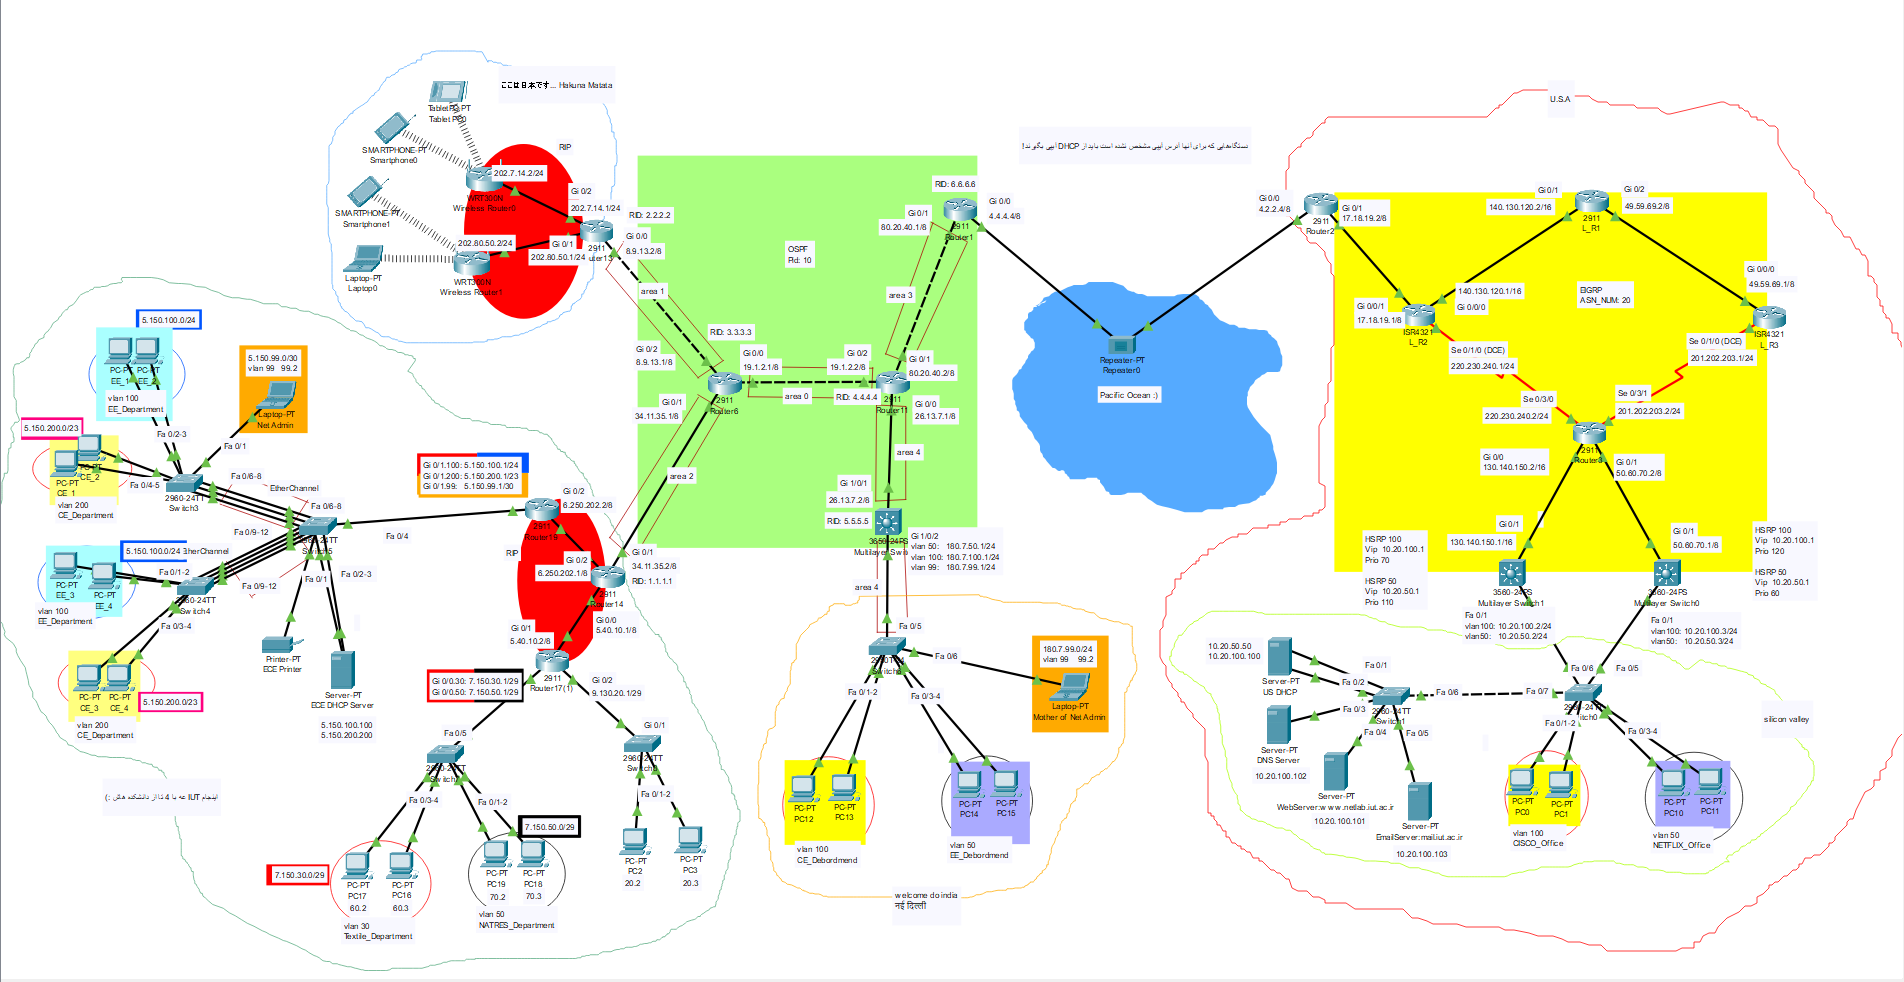 ここは日本です... Hakuna Matata
TabletPC-PT
SMARTPHONE-PT
Smartphone0
SMARTPHONE-PT
Smartphone1
Laptop-PT
Laptop0
RIP
202.7.14.2/24
WRT300N
Wireless Router0
Gi 0/2
202.7.14.1/24
202.80.50.2/24
Gi 0/1
202.80.50.1/24
2911
WRT300N
Wireless Router1
RID: 2.2.2.2
Gi 0/0
8.9.13.2/8
area 1
OSPF
Pid: 10
RID: 3.3.3.3
Gi 0/2
8.9.13.1/8
Gi 0/0
19.1.2.1/8
Gi 0/2
19.1.2.2/8
area 0
RID: 4.4.4.4
2911
Router6
Gi 0/1
34.11.35.1/8
area 2
RID: 6.6.6.6
Gi 0/0
4.4.4.4/8
Gi 0/1
80.20.40.1/8
2911
Router1
area 3
Gi 0/1
80.20.40.2/8
2911
Router11
Gi 0/0
26.13.7.1/8
area 4
Gi 1/0/1
26.13.7.2/8
RID: 5.5.5.5
3650-24PS
Gi 1/0/2
vlan 50: 180.7.50.1/24
vlan 100: 180.7.100.1/24
vlan 99: 180.7.99.1/24
area 4
دستگاه‌هایی که برای آنها آدرس آیپی مشخص نشده است باید از DHCP آیپی بگیرند!
Repeater-PT
Repeater0
Pacific Ocean :)
U.S.A
Gi 0/0
4.2.2.4/8
2911
Router2
Gi 0/1
17.18.19.2/8
Gi 0/1
140.130.120.2/16
Gi 0/2
49.59.69.2/8
2911
L_R1
Gi 0/0/0
49.59.69.1/8
EIGRP
ASN_NUM: 20
140.130.120.1/16
Gi 0/0/0
Gi 0/0/1
17.18.19.1/8
ISR4321
L_R2
ISR4321
L_R3
Se 0/1/0 (DCE)
220.230.240.1/24
Se 0/1/0 (DCE)
201.202.203.1/24
Se 0/3/0
220.230.240.2/24
Se 0/3/1
201.202.203.2/24
2911
Router3
Gi 0/0
130.140.150.2/16
Gi 0/1
50.60.70.2/8
Gi 0/1
130.140.150.1/16
Gi 0/1
50.60.70.1/8
HSRP 100
Vip 10.20.100.1
Prio 70
HSRP 50
Vip 10.20.50.1
Prio 110
HSRP 100
Vip 10.20.100.1
Prio 120
HSRP 50
Vip 10.20.50.1
Prio 60
3560-24PS
Multilayer Switch1
3560-24PS
Multilayer Switch0
Fa 0/1
vlan100: 10.20.100.2/24
vlan50: 10.20.50.2/24
Fa 0/1
vlan100: 10.20.100.3/24
vlan50: 10.20.50.3/24
10.20.50.50
10.20.100.100
Server-PT
US DHCP
Fa 0/1
Fa 0/2
Fa 0/3
Fa 0/4
Fa 0/5
Fa 0/6
Fa 0/7
Fa 0/6
Fa 0/5
Server-PT
DNS Server
10.20.100.102
Server-PT
WebServer:www.netlab.iut.ac.ir
10.20.100.101
Server-PT
EmailServer:mail.iut.ac.ir
10.20.100.103
Fa 0/1-2
Fa 0/3-4
silicon valley
PC-PT
PC0
PC-PT
PC1
vlan 100
CISCO_Office
PC-PT
PC10
PC-PT
PC11
vlan 50
NETFLIX_Office
5.150.100.0/24
vlan 100
EE_Department
5.150.99.0/30
vlan 99 99.2
Laptop-PT
Net Admin
5.150.200.0/23
PC-PT
CE_2
PC-PT
CE_1
vlan 200
CE_Department
Fa 0/2-3
Fa 0/1
Fa 0/4-5
2960-24TT
Switch3
Fa 0/6-8
EtherChannel
Fa 0/6-8
Fa 0/9-12
5.150.100.0/24
Fa 0/1-2
PC-PT
EE_3
PC-PT
EE_4
vlan 100
EE_Department
2960-24TT
Switch4
Fa 0/9-12
Fa 0/3-4
Fa 0/4
Fa 0/1
Fa 0/2-3
PC-PT
CE_3
PC-PT
CE_4
5.150.200.0/23
vlan 200
CE_Department
Printer-PT
ECE Printer
Server-PT
ECE DHCP Server
5.150.100.100
5.150.200.200
Gi 0/1.100: 5.150.100.1/24
Gi 0/1.200: 5.150.200.1/23
Gi 0/1.99: 5.150.99.1/30
Gi 0/2
6.250.202.2/8
2911
RIP
Gi 0/2
6.250.202.1/8
Gi 0/1
34.11.35.2/8
RID: 1.1.1.1
2911
Router14
Gi 0/0
5.40.10.1/8
Gi 0/1
5.40.10.2/8
2911
Router17(1)
Gi 0/0.30: 7.150.30.1/29
Gi 0/0.50: 7.150.50.1/29
Gi 0/2
9.130.20.1/29
Fa 0/5
Gi 0/1
Fa 0/3-4
Fa 0/1-2
Fa 0/1-2
7.150.50.0/29
7.150.30.0/29
PC-PT
PC17
60.2
PC-PT
PC16
60.3
vlan 30
Textile_Department
PC-PT
PC19
70.2
PC-PT
PC18
70.3
vlan 50
NATRES_Department
PC-PT
PC2
20.2
PC-PT
PC3
20.3
Fa 0/5
Fa 0/6
Fa 0/1-2
Fa 0/3-4
180.7.99.0/24
vlan 99 99.2
Laptop-PT
Mother of Net Admin
PC-PT
PC12
PC-PT
PC13
vlan 100
CE_Debordmend
PC-PT
PC14
PC-PT
PC15
vlan 50
EE_Debordmend
welcome do india
नई दिल्ली